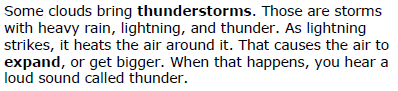 Some clouds bring thunderstorms. Those are storms
with heavy rain, lightning, and thunder. As lightning
strikes, it heats the air around it. That causes the air to
expand, or get bigger. When that happens, you hear a
loud sound called thunder.